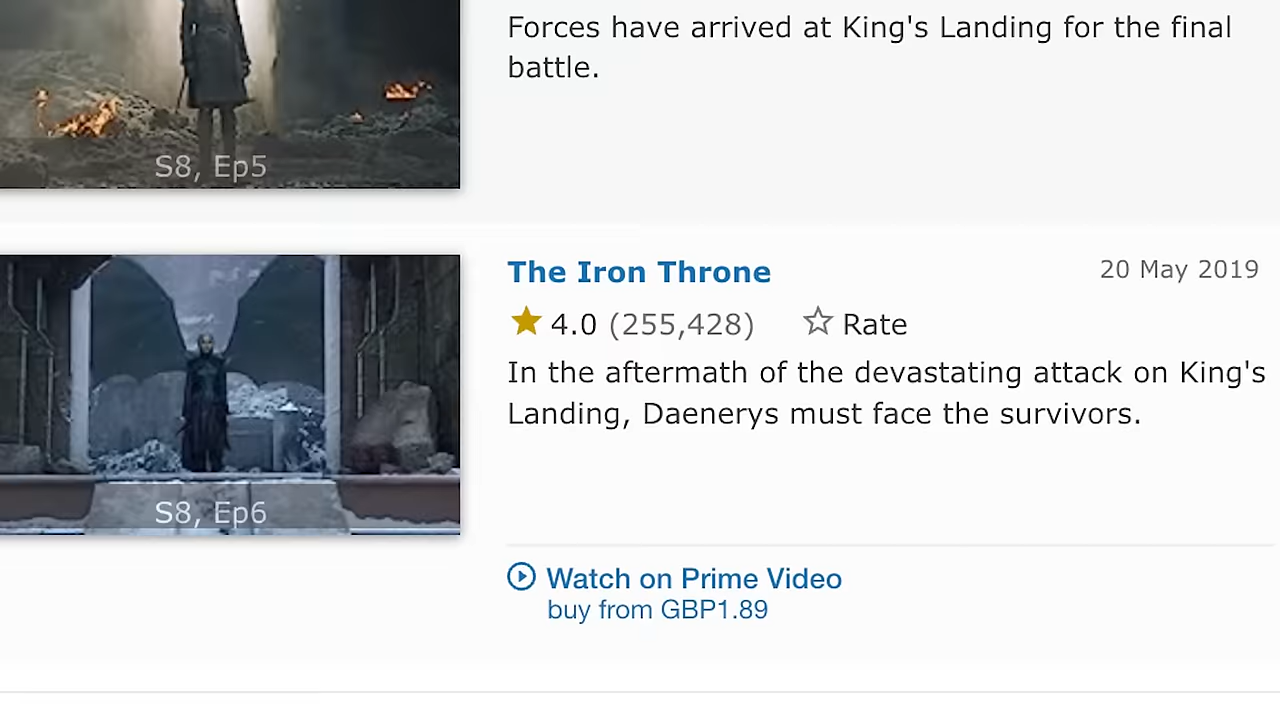 Forces have arrived at King's Landing for the final
battle.
S8, Ep5
The Iron Throne
20 May 2019
4.0 (255,428)
Rate
In the aftermath of the devastating attack on King's
Landing, Daenerys must face the survivors.
S8, Ep6
Watch on Prime Video
buy from GBP1.89